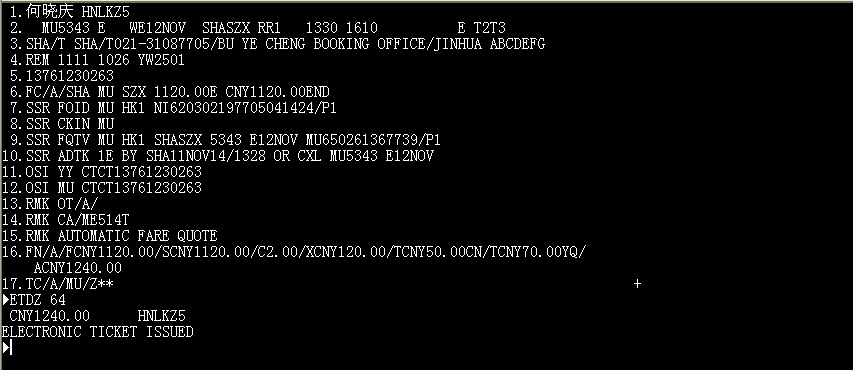 1.何晓庆 HNLKZ5
2.  MU5343 E   WE12NOV  SHASZX RR1   1330 1610          E T2T3
3.SHA/T SHA/T021-31087705/BU YE CHENG BOOKING OFFICE/JINHUA ABCDEFG
4.REM 1111 1026 YW2501
5.13761230263
6.FC/A/SHA MU SZX 1120.00E CNY1120.00END
7.SSR FOID MU HK1 NI620302197705041424/P1
8.SSR CKIN MU
9.SSR FQTV MU HK1 SHASZX 5343 E12NOV MU650261367739/P1
10.SSR ADTK 1E BY SHA11NOV14/1328 OR CXL MU5343 E12NOV
11.OSI YY CTCT13761230263
12.OSI MU CTCT13761230263
13.RMK OT/A/
14.RMK CA/ME514T
15.RMK AUTOMATIC FARE QUOTE
16.FN/A/FCNY1120.00/SCNY1120.00/C2.00/XCNY120.00/TCNY50.00CN/TCNY70.00YQ/
ACNY1240.00
17.TC/A/MU/Z**                                                                  +
▶ETDZ 64
CNY1240.00      HNLKZ5
ELECTRONIC TICKET ISSUED
▶